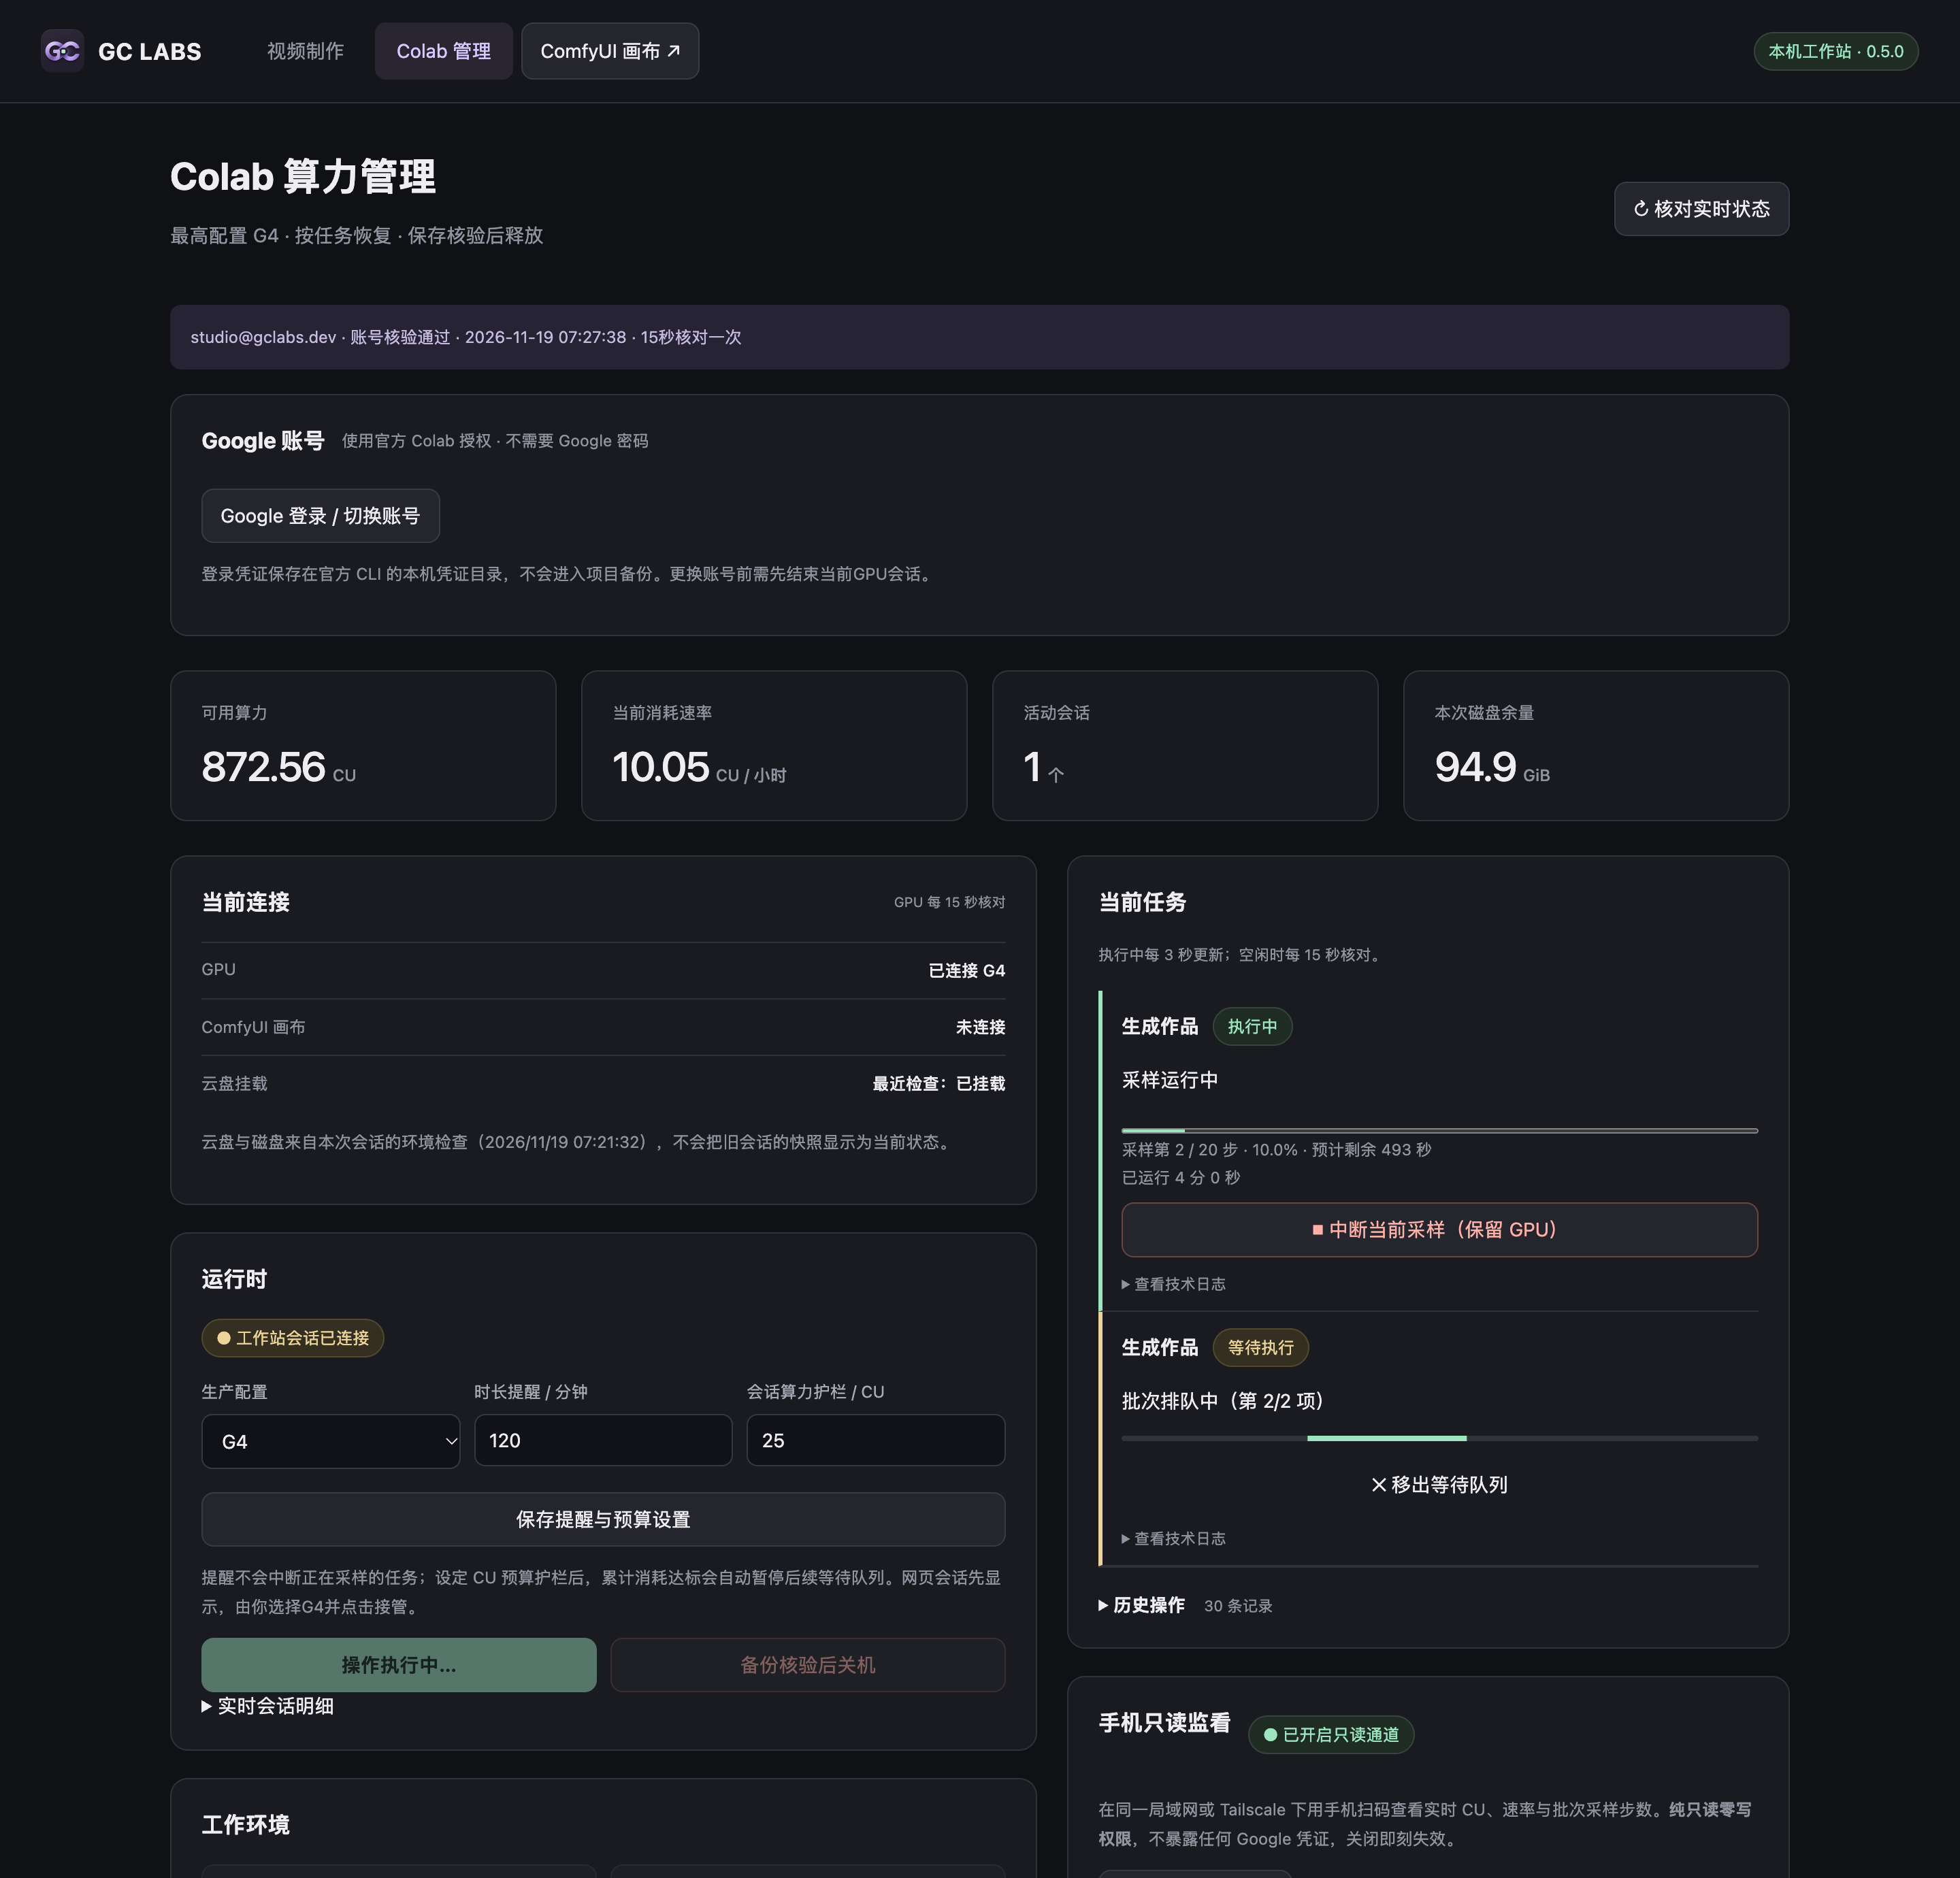 GC GC LABS 视频制作 Colab 管理 ComfyUI 画布 ↗ 本机工作站 · 0.5.0
Colab 算力管理
最高配置 G4 · 按任务恢复 · 保存核验后释放
↻ 核对实时状态
studio@gclabs.dev · 账号核验通过 · 2026-11-19 07:27:38 · 15秒核对一次
Google 账号 使用官方 Colab 授权 · 不需要 Google 密码
Google 登录 / 切换账号
登录凭证保存在官方 CLI 的本机凭证目录，不会进入项目备份。更换账号前需先结束当前GPU会话。
可用算力
872.56 CU
当前消耗速率
10.05 CU / 小时
活动会话
1 个
本次磁盘余量
94.9 GiB
当前连接 GPU 每 15 秒核对
GPU 已连接 G4
ComfyUI 画布 未连接
云盘挂载 最近检查：已挂载
云盘与磁盘来自本次会话的环境检查（2026/11/19 07:21:32），不会把旧会话的快照显示为当前状态。
运行时
工作站会话已连接
生产配置 时长提醒 / 分钟 会话算力护栏 / CU
G4 120 25
保存提醒与预算设置
提醒不会中断正在采样的任务；设定 CU 预算护栏后，累计消耗达标会自动暂停后续等待队列。网页会话先显
示，由你选择G4并点击接管。
操作执行中... 备份核验后关机
▶ 实时会话明细
工作环境
当前任务
执行中每 3 秒更新；空闲时每 15 秒核对。
生成作品 执行中
采样运行中
采样第 2 / 20 步 · 10.0% · 预计剩余 493 秒
已运行 4 分 0 秒
■ 中断当前采样（保留 GPU）
▶ 查看技术日志
生成作品 等待执行
批次排队中（第 2/2 项）
✕ 移出等待队列
▶ 查看技术日志
▶ 历史操作 30 条记录
手机只读监看 已开启只读通道
在同一局域网或 Tailscale 下用手机扫码查看实时 CU、速率与批次采样步数。纯只读零写
权限，不暴露任何 Google 凭证，关闭即刻失效。